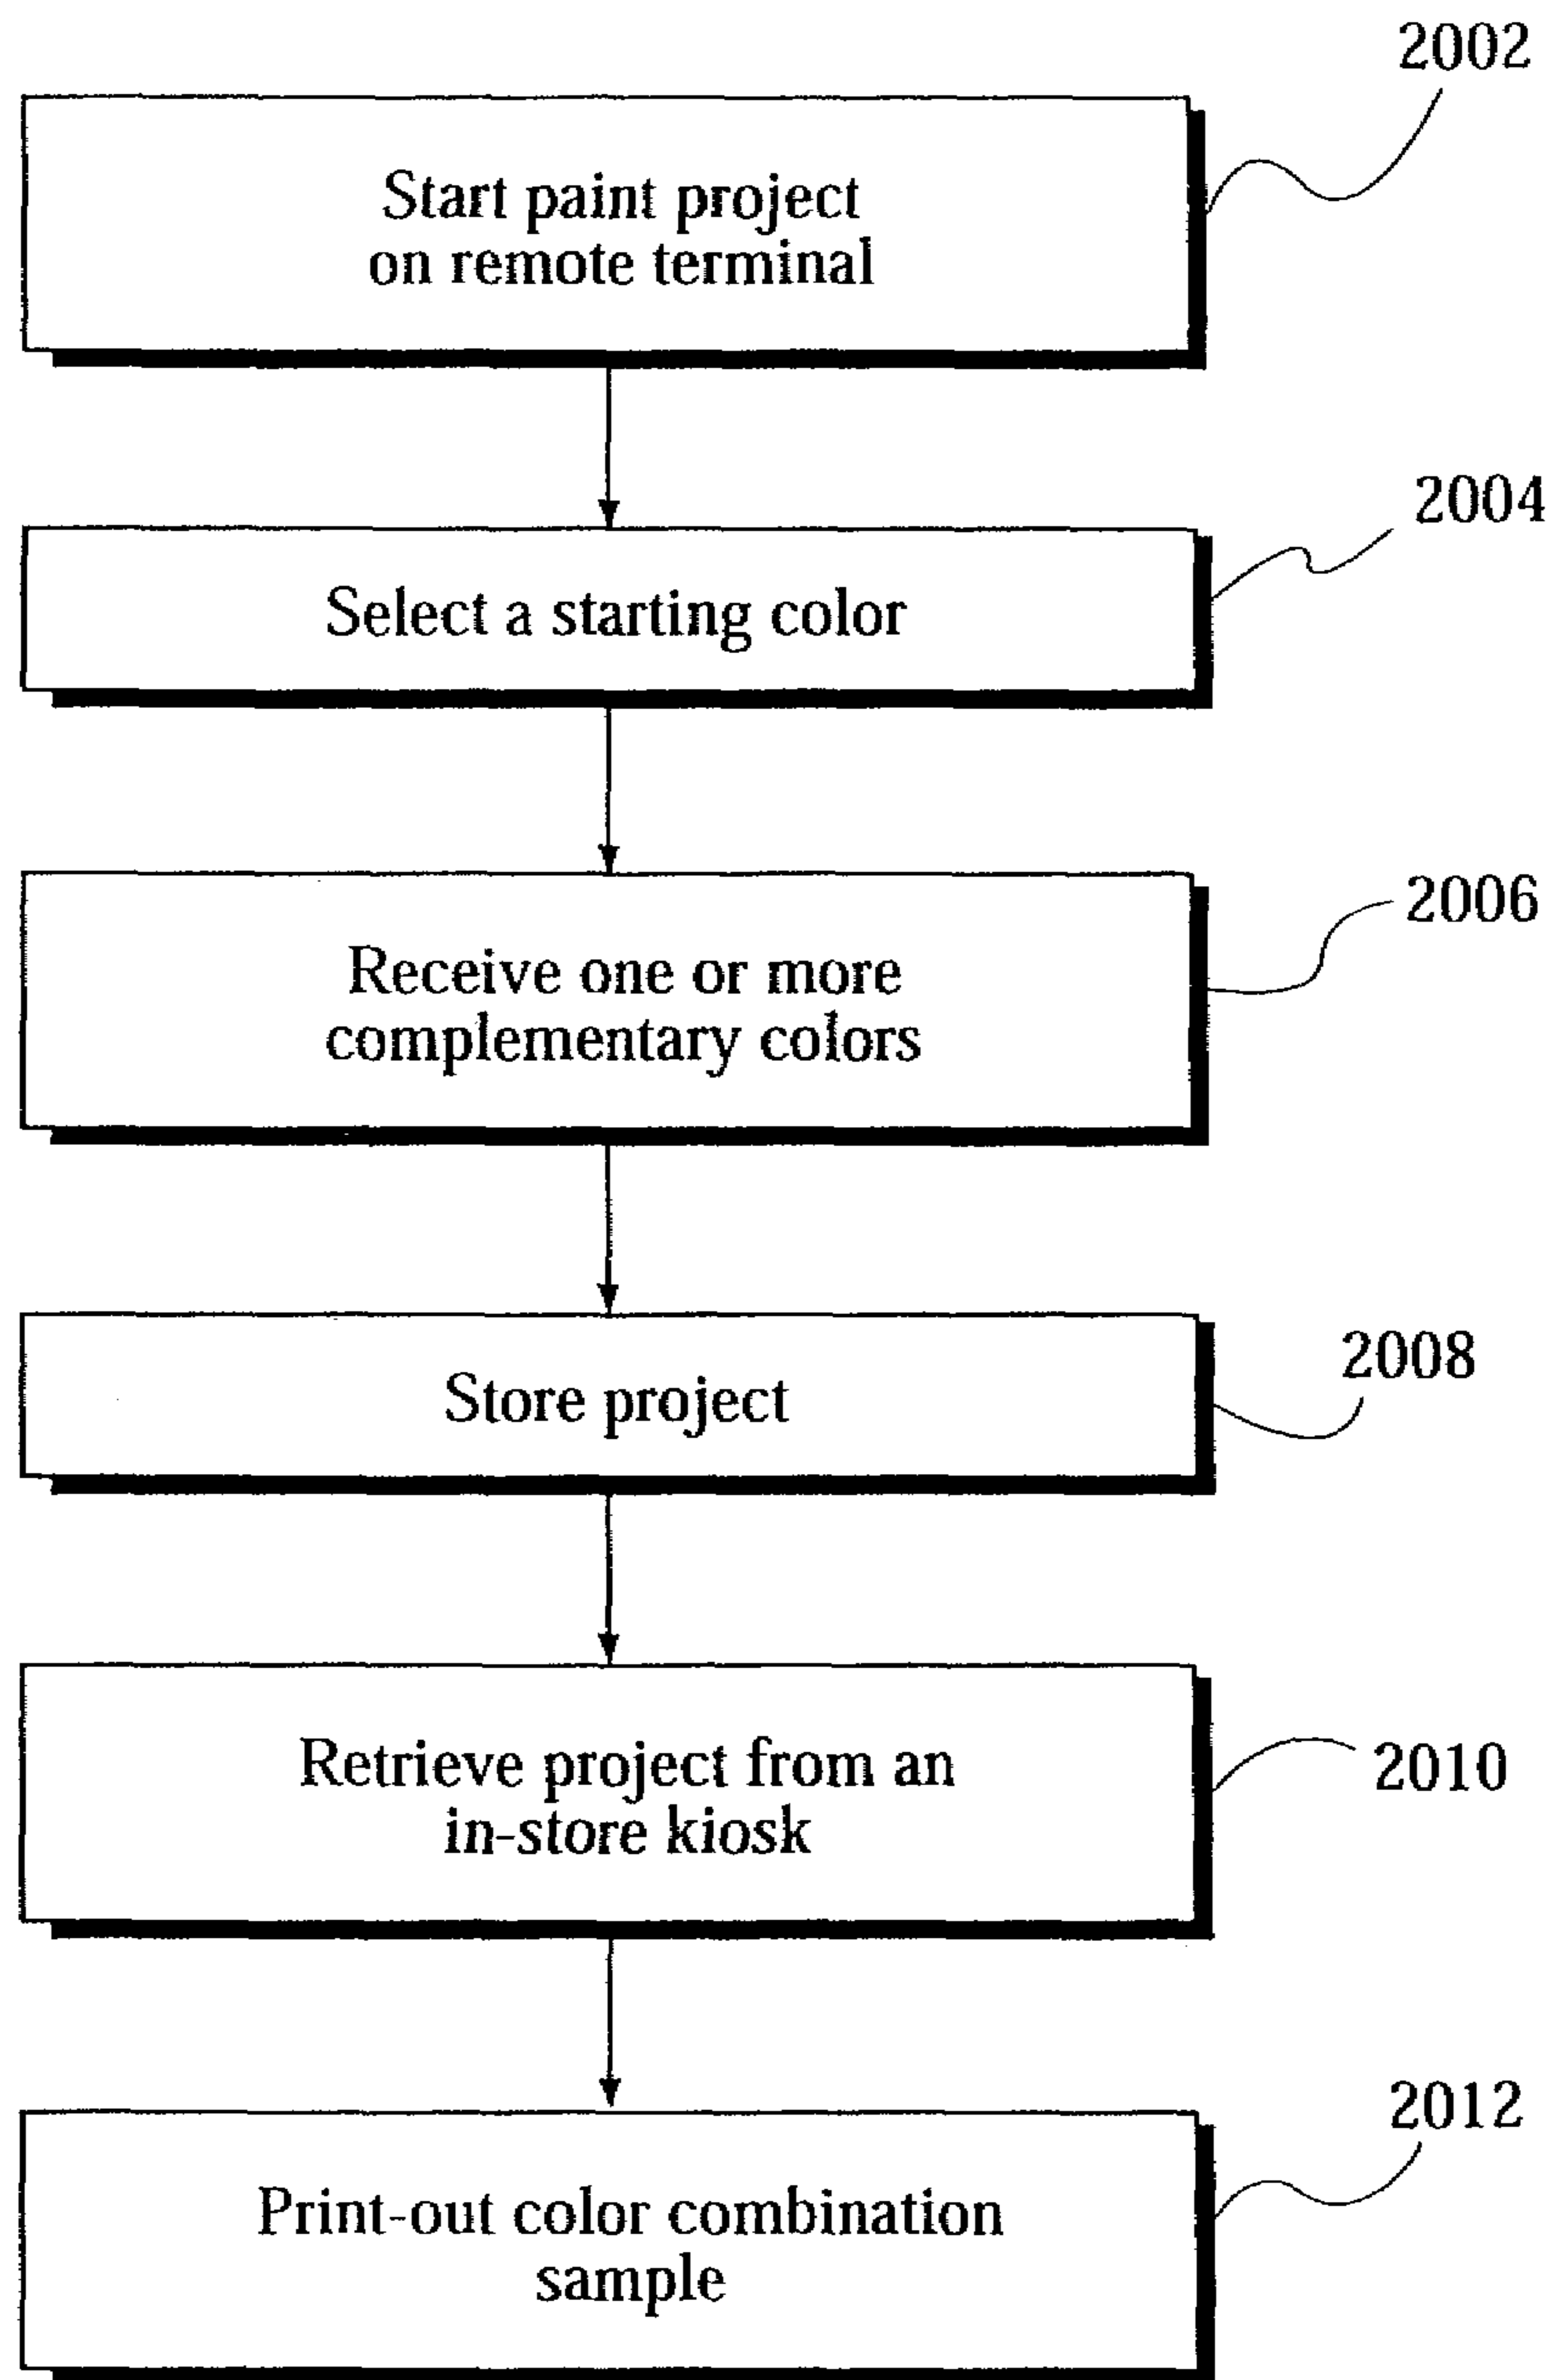 2002
Start paint project
on remote terminal
2004
Select a starting color
2006
Receive one or more
complementary colors
2008
Store project
2010
Retrieve project from an
in-store kiosk
2012
Print-out color combination
sample